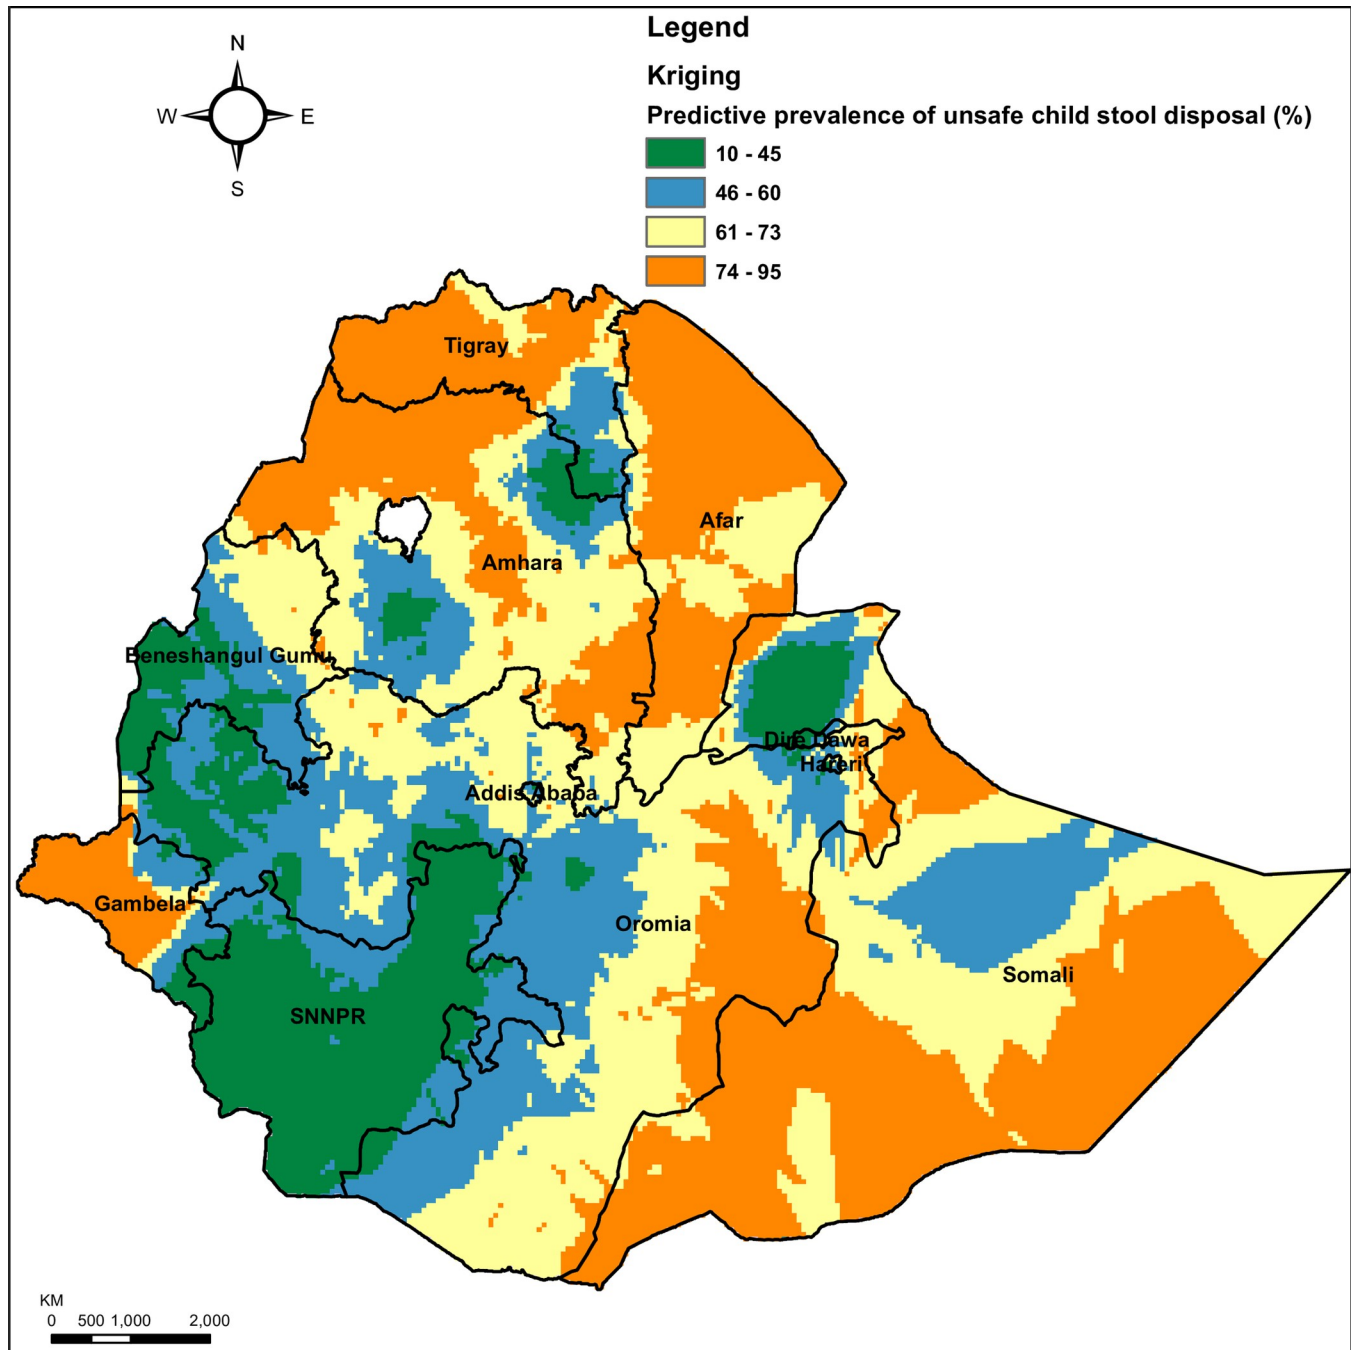 N
W E
S
Legend
Kriging
Predictive prevalence of unsafe child stool disposal (%)
10 - 45
46 - 60
61 - 73
74 - 95
Tigray
Afar
Amhara
Beneshangul Gumu
Dire Dawa
Hareri
Addis Ababa
Gambela
Oromia
Somali
SNNPR
KM
0 500 1,000 2,000